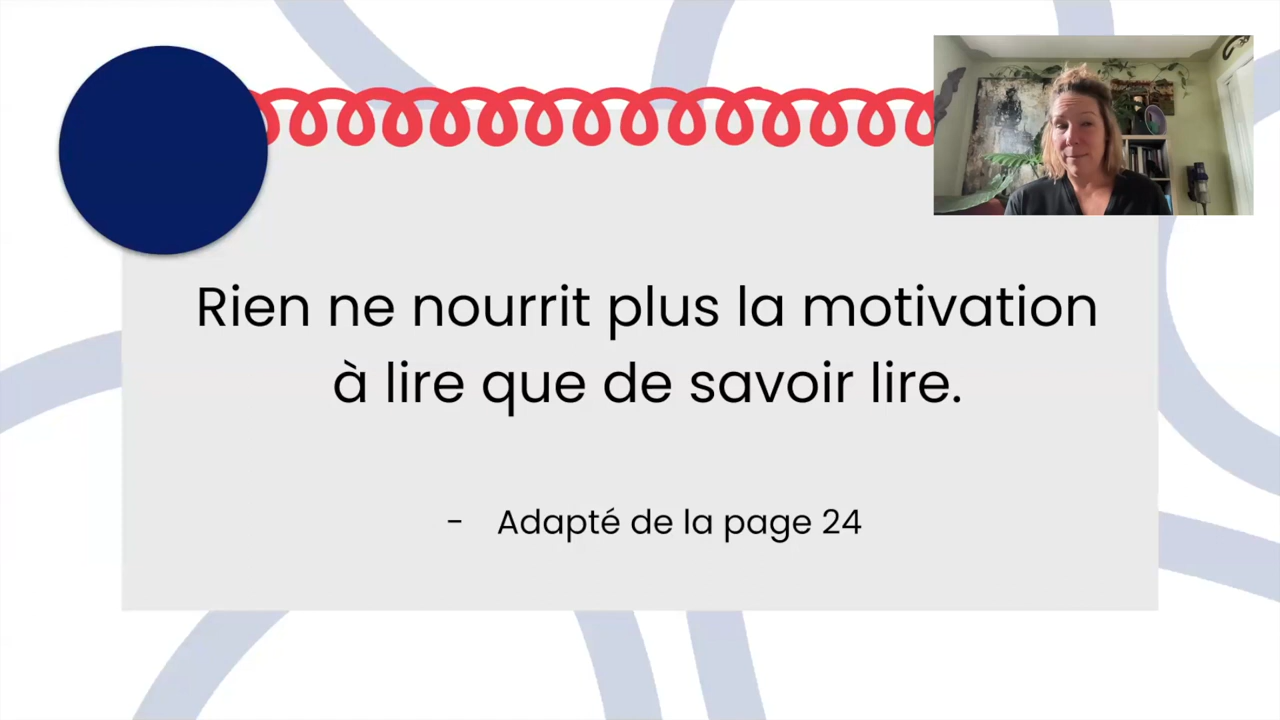 Rien ne nourrit plus la motivation
à lire que de savoir lire.
- Adapté de la page 24